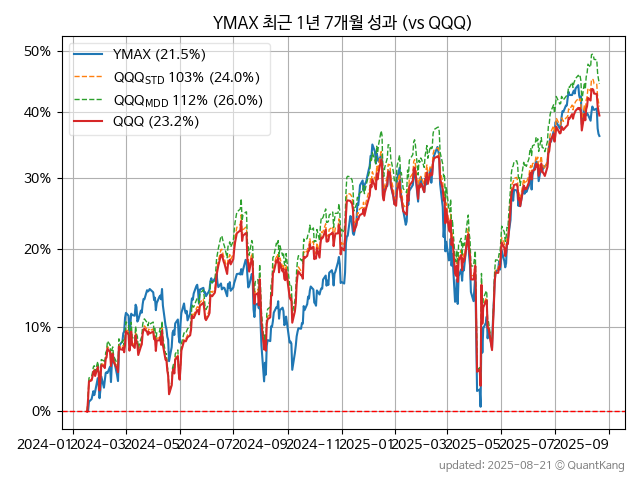 YMAX 최근 1년 7개월 성과 (vs QQQ)
YMAX (21.5%)
QQQSTD 103% (24.0%)
QQQMDD 112% (26.0%)
QQQ (23.2%)
50%
40%
30%
20%
10%
0%
2024-01 2024-03 2024-05 2024-07 2024-09 2024-11 2025-01 2025-03 2025-05 2025-07 2025-09
updated: 2025-08-21 © QuantKang